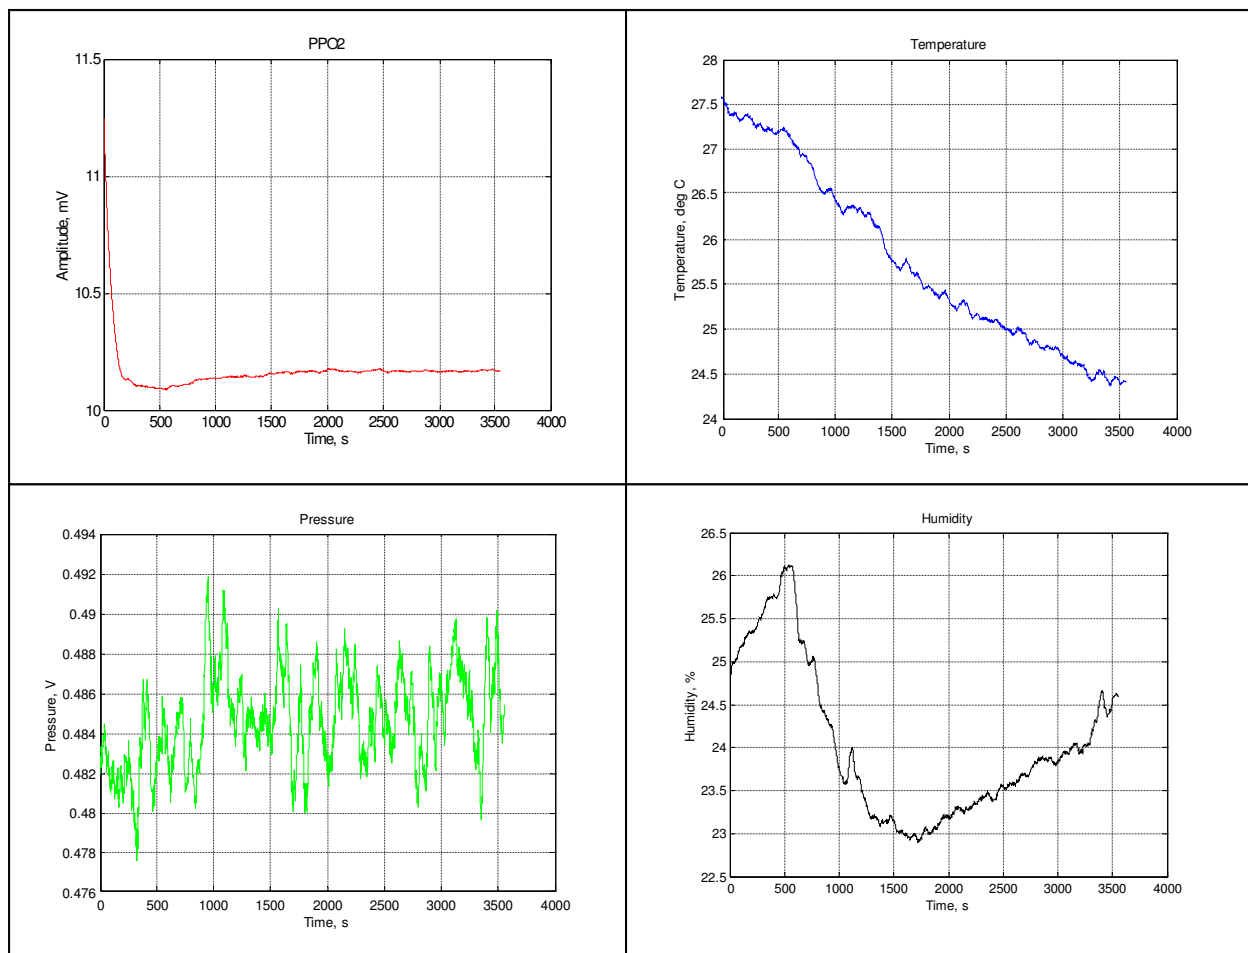 PPO2
11.5
11
10.5
10
Amplitude, mV
0 500 1000 1500 2000 2500 3000 3500 4000
Time, s
Temperature
28
27.5
27
26.5
26
25.5
25
24.5
24
Temperature, deg C
0 500 1000 1500 2000 2500 3000 3500 4000
Time, s
Pressure
0.494
0.492
0.49
0.488
0.486
0.484
0.482
0.48
0.478
0.476
Pressure, V
0 500 1000 1500 2000 2500 3000 3500 4000
Time, s
Humidity
26.5
26
25.5
25
24.5
24
23.5
23
22.5
Humidity, %
0 500 1000 1500 2000 2500 3000 3500 4000
Time, s